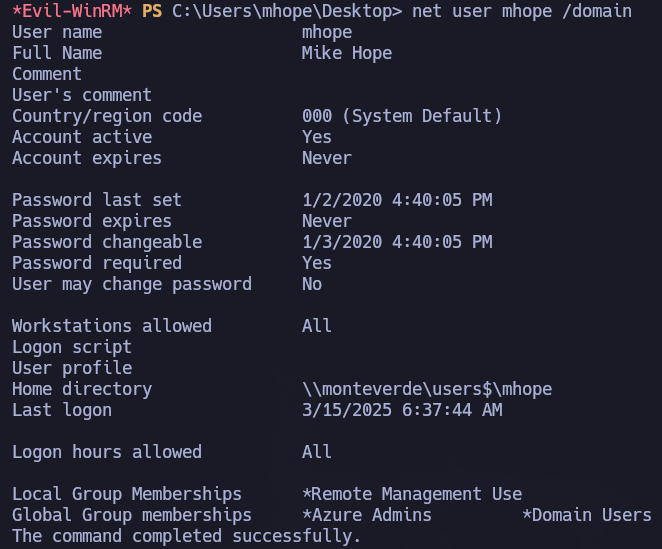 *Evil-WinRM* PS C:\Users\mhope\Desktop> net user mhope /domain
User name                    mhope
Full Name                    Mike Hope
Comment
User's comment
Country/region code          000 (System Default)
Account active               Yes
Account expires              Never

Password last set            1/2/2020 4:40:05 PM
Password expires             Never
Password changeable          1/3/2020 4:40:05 PM
Password required            Yes
User may change password     No

Workstations allowed         All
Logon script
User profile
Home directory               \\monteverde\users$\mhope
Last logon                   3/15/2025 6:37:44 AM

Logon hours allowed          All

Local Group Memberships      *Remote Management Use
Global Group memberships     *Azure Admins         *Domain Users
The command completed successfully.